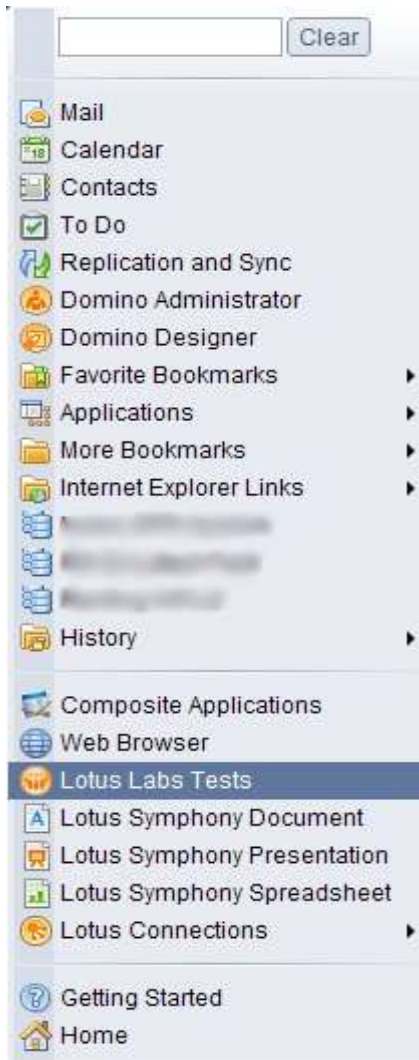 Clear
Mail
18
Calendar
Contacts
To Do
Replication and Sync
Domino Administrator
Domino Designer
Favorite Bookmarks
Applications
More Bookmarks
Internet Explorer Links
History
Composite Applications
Web Browser
Lotus Labs Tests
A
Lotus Symphony Document
Lotus Symphony Presentation
Lotus Symphony Spreadsheet
Lotus Connections
?
Getting Started
Home